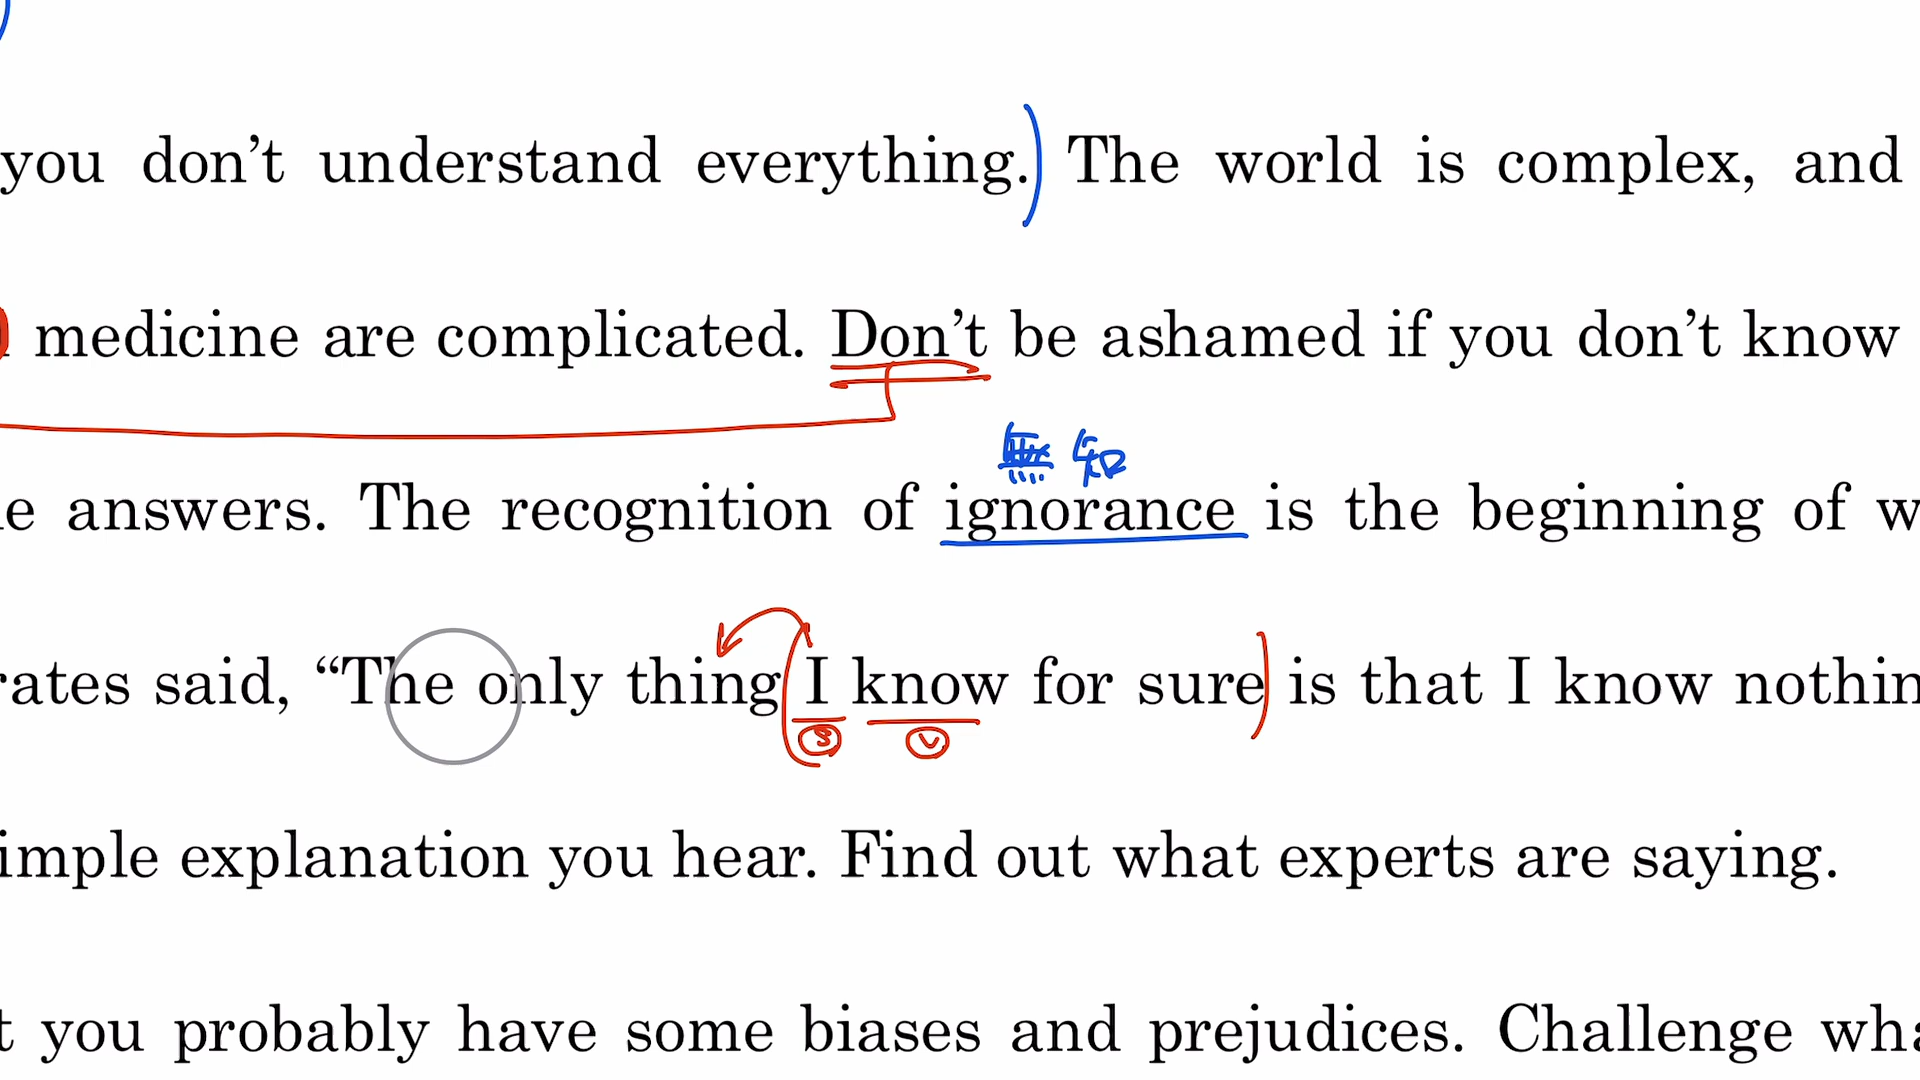 you don’t understand everything.) The world is complex, and
medicine are complicated. Don’t be ashamed if you don’t know
無知
e answers. The recognition of ignorance is the beginning of w
rates said, “The only thing (I know for sure) is that I know nothin
S V
imple explanation you hear. Find out what experts are saying.
t you probably have some biases and prejudices. Challenge wha